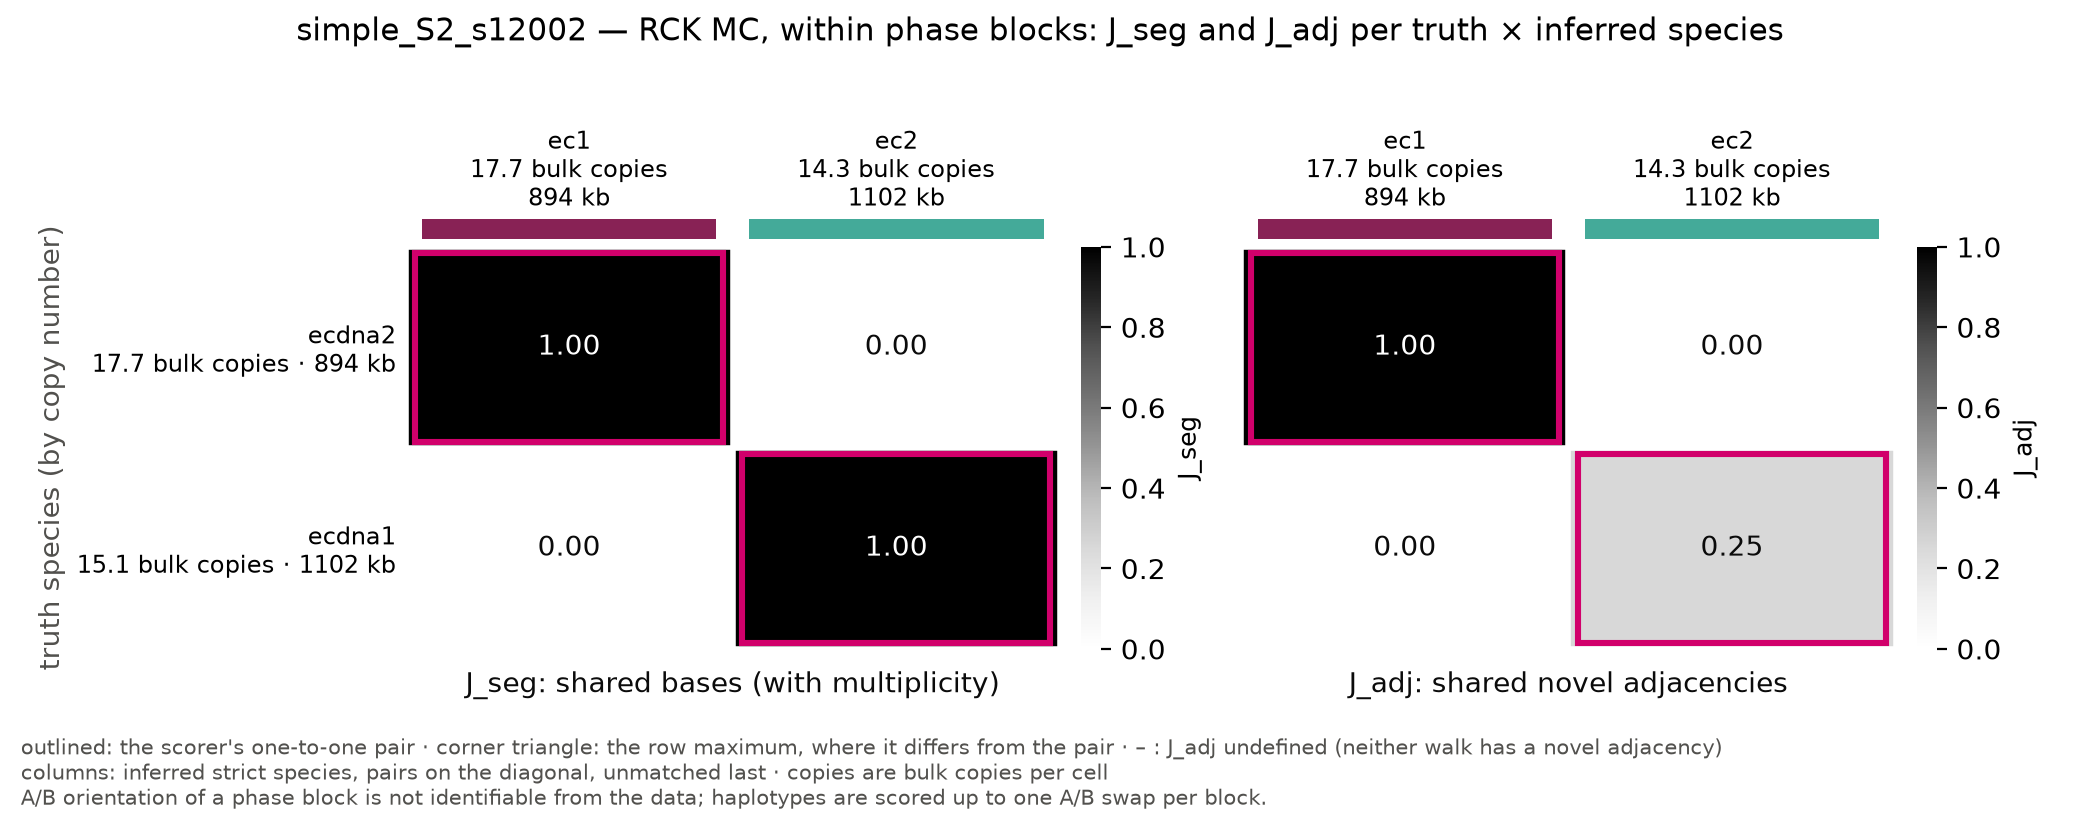 simple_S2_s12002 — RCK MC, within phase blocks: J_seg and J_adj per truth × inferred species
ec1
17.7 bulk copies
894 kb
ec2
14.3 bulk copies
1102 kb
ec1
17.7 bulk copies
894 kb
ec2
14.3 bulk copies
1102 kb
truth species (by copy number)
ecdna2
17.7 bulk copies · 894 kb
ecdna1
15.1 bulk copies · 1102 kb
1.00
0.00
0.00
1.00
1.0
0.8
0.6
0.4
0.2
0.0
J_seg
1.00
0.00
0.00
0.25
1.0
0.8
0.6
0.4
0.2
0.0
J_adj
J_seg: shared bases (with multiplicity)
J_adj: shared novel adjacencies
outlined: the scorer's one-to-one pair · corner triangle: the row maximum, where it differs from the pair · – : J_adj undefined (neither walk has a novel adjacency)
columns: inferred strict species, pairs on the diagonal, unmatched last · copies are bulk copies per cell
A/B orientation of a phase block is not identifiable from the data; haplotypes are scored up to one A/B swap per block.